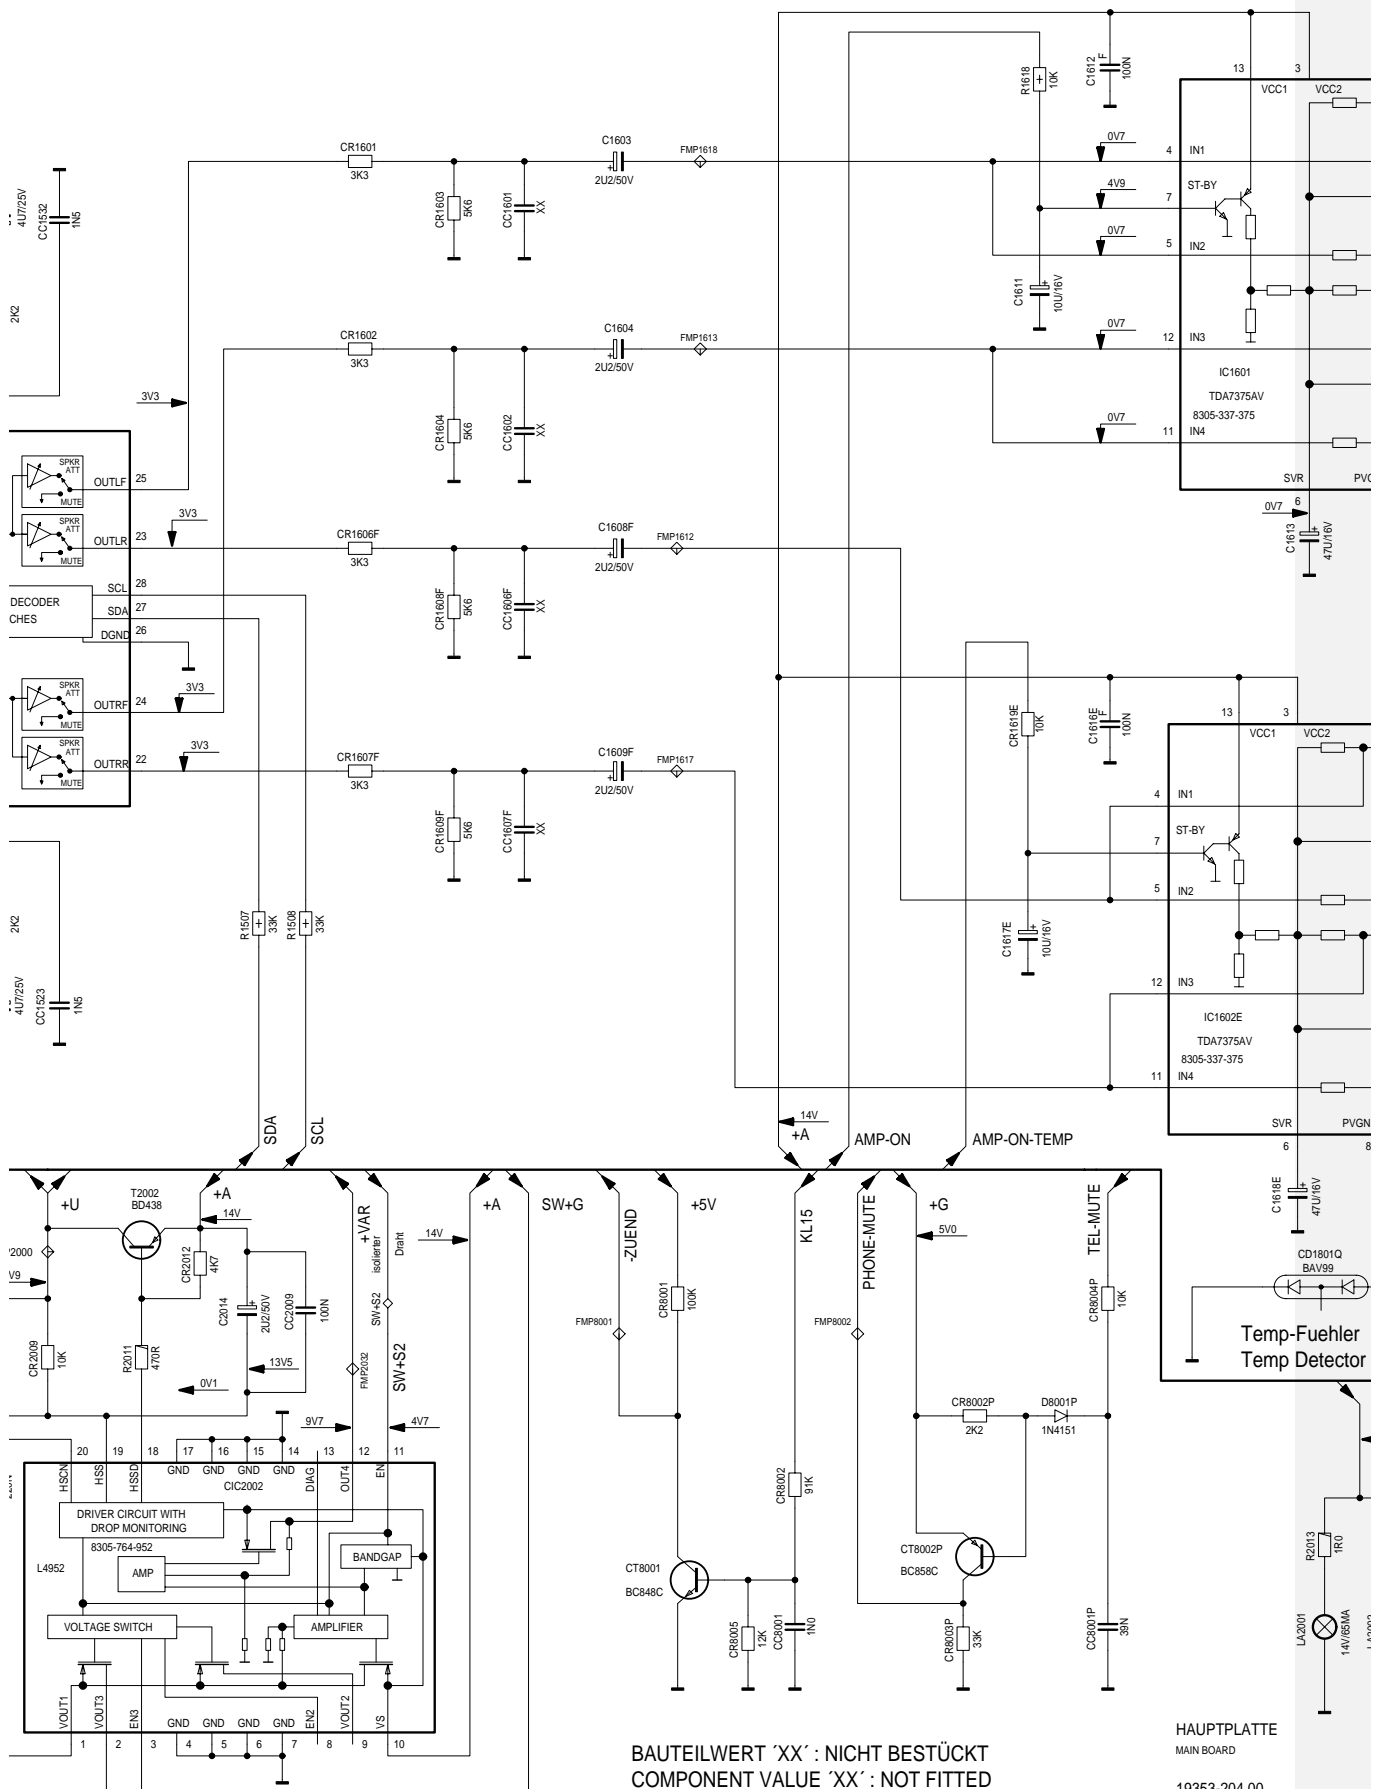 C1612
F
100N
R1618
10K
13
3
VCC1
VCC2
CR1601
3K3
C1603
2U2/50V
FMP1618
0V7
4
IN1
4U7/25V
CC1532
1N5
CR1603
5K6
CC1601
XX
4V9
7
ST-BY
0V7
5
IN2
2K2
C1611
10U/16V
CR1602
3K3
C1604
2U2/50V
FMP1613
0V7
12
IN3
IC1601
TDA7375AV
8305-337-375
3V3
CR1604
5K6
CC1602
XX
0V7
11
IN4
SPKR
ATT
MUTE
OUTLF
25
SVR
6
0V7
C1613
47U/16V
SPKR
ATT
MUTE
OUTLR
23
3V3
CR1606F
3K3
C1608F
2U2/50V
FMP1612
DECODER
CHES
SCL
28
SDA
27
DGND
26
CR1608F
5K6
CC1606F
XX
SPKR
ATT
MUTE
OUTRF
24
3V3
CR1619E
10K
C1616E
F
100N
13
3
VCC1
VCC2
SPKR
ATT
MUTE
OUTRR
22
3V3
CR1607F
3K3
C1609F
2U2/50V
FMP1617
4
IN1
CR1609F
5K6
CC1607F
XX
7
ST-BY
5
IN2
2K2
R1507
33K
R1508
33K
C1617E
10U/16V
4U7/25V
CC1523
1N5
12
IN3
IC1602E
TDA7375AV
8305-337-375
11
IN4
SDA
SCL
14V
+A
AMP-ON
AMP-ON-TEMP
SVR
PVGN
6
8
+U
T2002
BD438
+A
14V
+VAR
isolierter
Draht
14V
+A
SW+G
-ZUEND
+5V
KL15
PHONE-MUTE
+G
5V0
TEL-MUTE
C1618E
47U/16V
CR2012
4K7
C2014
2U2/50V
CC2009
100N
SW+S2
FMP2032
SW+S2
FMP8001
CR8001
100K
FMP8002
CR8004P
10K
CD1801Q
BAV99
Temp-Fuehler
Temp Detector
CR2009
10K
R2011
470R
13V5
0V1
9V7
4V7
CR8002P
2K2
D8001P
1N4151
20
19
18
17
16
15
14
13
12
11
HSCN
HSS
HSSD
GND
GND
GND
GND
DIAG
OUT4
EN
CIC2002
DRIVER CIRCUIT WITH
DROP MONITORING
8305-764-952
L4952
AMP
BANDGAP
VOLTAGE SWITCH
AMPLIFIER
CR8002
91K
CT8001
BC848C
CT8002P
BC858C
CR8005
12K
CC8001
1N0
CR8003P
33K
CC8001P
39N
R2013
1R0
LA2001
14V/65MA
VOUT1
VOUT3
EN3
GND
GND
GND
GND
EN2
VOUT2
VS
1
2
3
4
5
6
7
8
9
10
BAUTEILWERT ´XX´ : NICHT BESTÜCKT
COMPONENT VALUE ´XX´ : NOT FITTED
HAUPTPLATTE
MAIN BOARD
19353-204.00